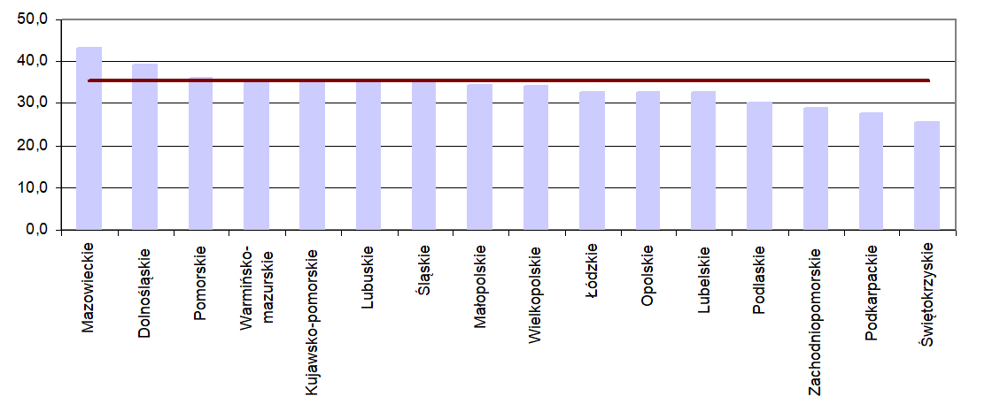 50,0
40,0
30,0
20,0
10,0
0,0
Mazowieckie
Dolnośląskie
Pomorskie
Warmińsko-
mazurskie
Kujawsko-pomorskie
Lubuskie
Śląskie
Małopolskie
Wielkopolskie
Łódzkie
Opolskie
Lubelskie
Podlaskie
Zachodniopomorskie
Podkarpackie
Świętokrzyskie